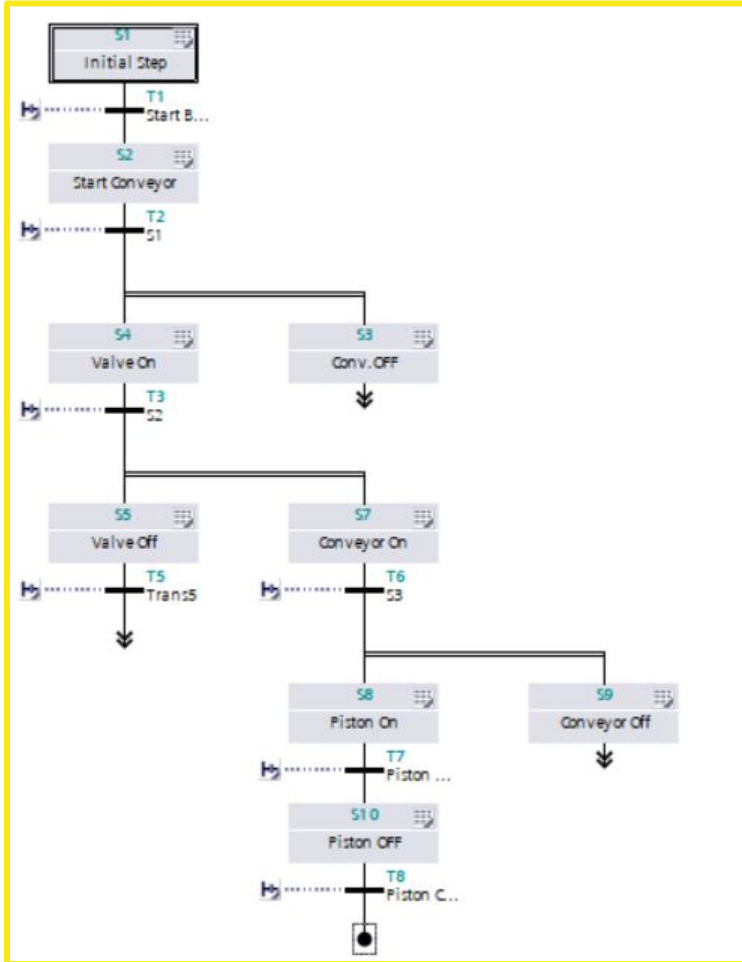 S1
Initial Step
T1
Start B...
S2
Start Conveyor
T2
S1
S4
Valve On
S3
Conv.OFF
T3
S2
S5
Valve Off
S7
Conveyor On
T5
Trans5
T6
S3
S8
Piston On
S9
Conveyor Off
T7
Piston ...
S10
Piston OFF
T8
Piston C...